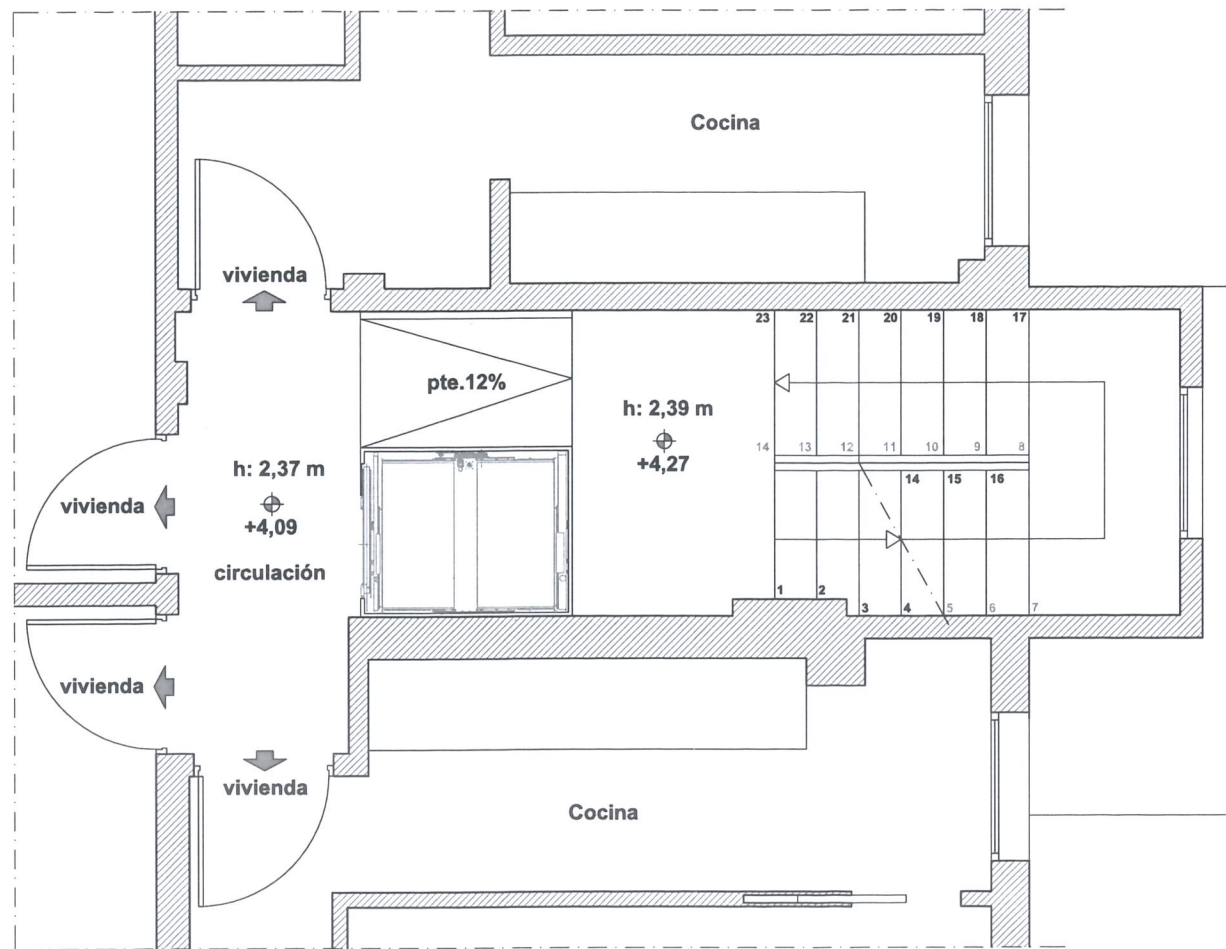 Cocina
vivienda
23 22 21 20 19 18 17
pte.12%
h: 2,39 m
+4,27
14 13 12 11 10 9 8
h: 2,37 m
+4,09
vivienda
14 15 16
circulación
1 2 3 4 5 6 7
vivienda
vivienda
Cocina